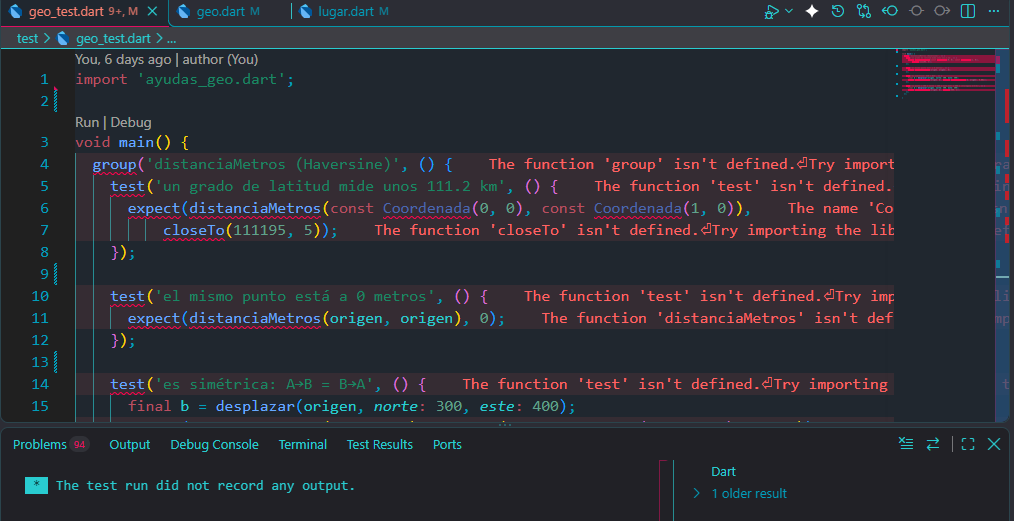 geo_test.dart 9+, M geo.dart M lugar.dart M
test > geo_test.dart > ...
You, 6 days ago | author (You)
1 import 'ayudas_geo.dart';
2
Run | Debug
3 void main() {
4 group('distanciaMetros (Haversine)', () { The function 'group' isn't defined.⏎Try import
5 test('un grado de latitud mide unos 111.2 km', () { The function 'test' isn't defined.
6 expect(distanciaMetros(const Coordenada(0, 0), const Coordenada(1, 0)), The name 'Co
7 closeTo(111195, 5)); The function 'closeTo' isn't defined.⏎Try importing the lib
8 });
9
10 test('el mismo punto está a 0 metros', () { The function 'test' isn't defined.⏎Try imp
11 expect(distanciaMetros(origen, origen), 0); The function 'distanciaMetros' isn't def
12 });
13
14 test('es simétrica: A→B = B→A', () { The function 'test' isn't defined.⏎Try importing
15 final b = desplazar(origen, norte: 300, este: 400);
Problems 94 Output Debug Console Terminal Test Results Ports
* The test run did not record any output.
Dart
> 1 older result